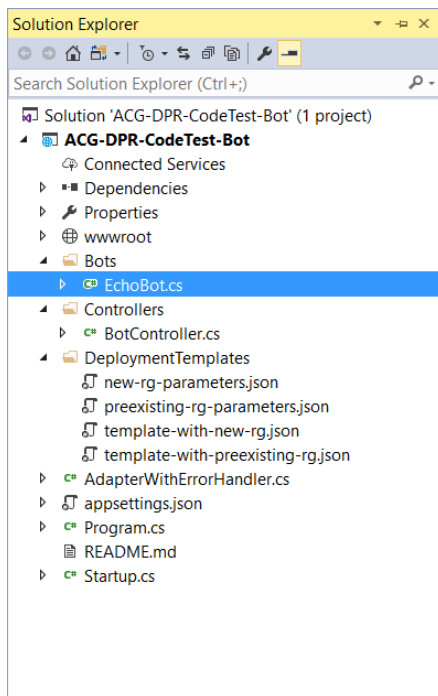 Solution Explorer
Search Solution Explorer (Ctrl+;)
Solution 'ACG-DPR-CodeTest-Bot' (1 project)
ACG-DPR-CodeTest-Bot
Connected Services
Dependencies
Properties
wwwroot
Bots
C# EchoBot.cs
Controllers
C# BotController.cs
DeploymentTemplates
new-rg-parameters.json
preexisting-rg-parameters.json
template-with-new-rg.json
template-with-preexisting-rg.json
C# AdapterWithErrorHandler.cs
appsettings.json
C# Program.cs
README.md
C# Startup.cs